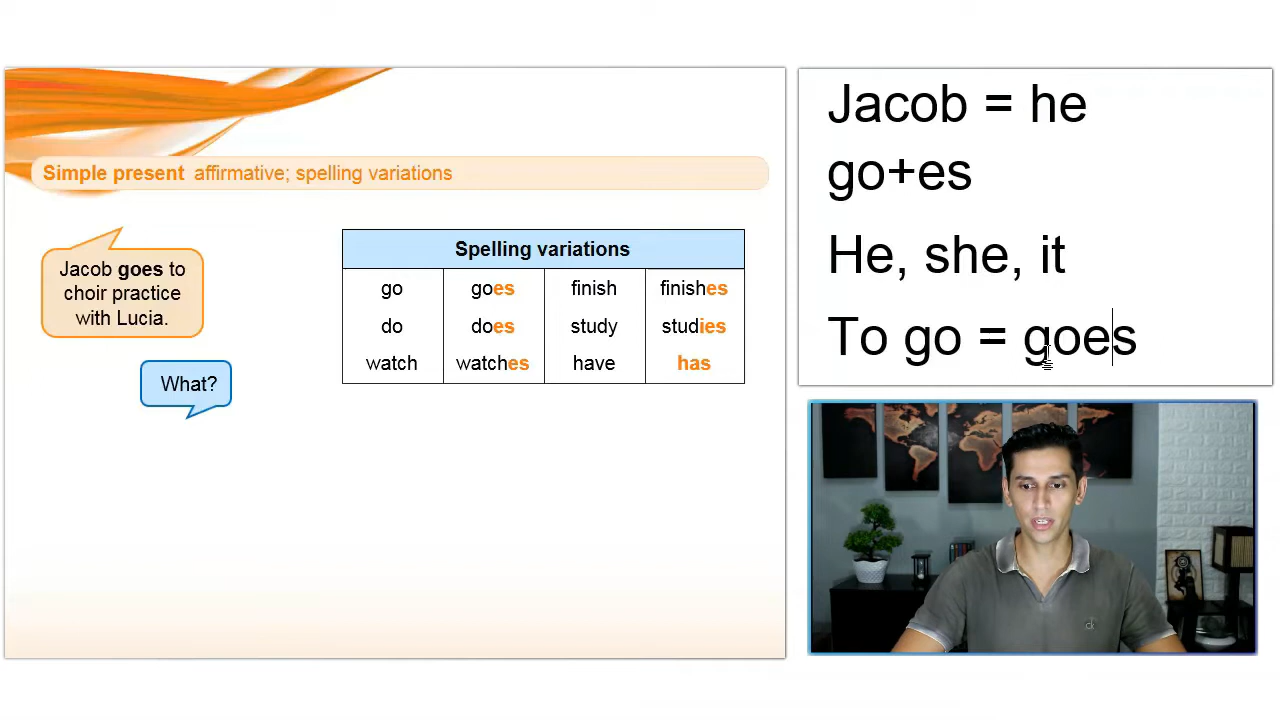 Simple present affirmative; spelling variations
Jacob goes to
choir practice
with Lucia.
What?
Spelling variations
go goes finish finishes
do does study studies
watch watches have has
Jacob = he
go+es
He, she, it
To go = goes
ck